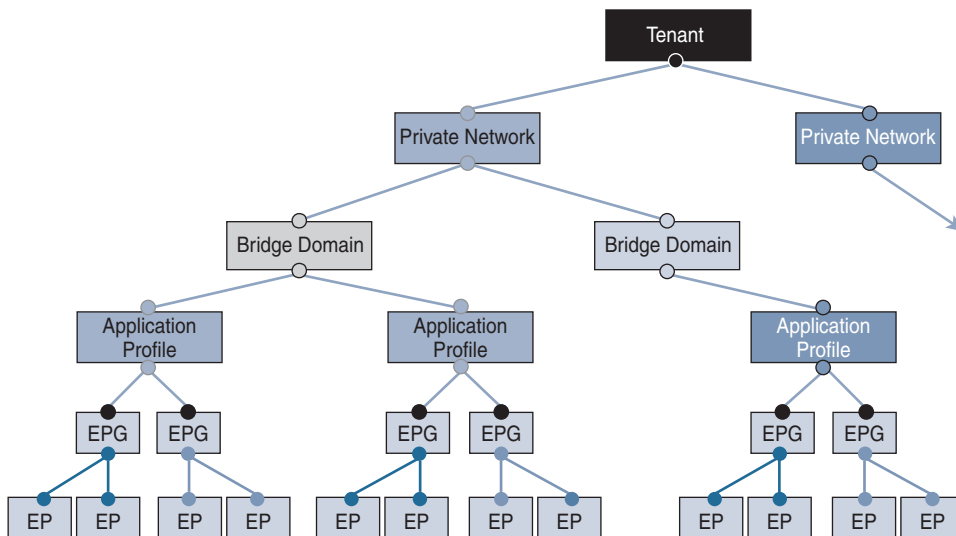 Tenant
Private Network
Private Network
Bridge Domain
Bridge Domain
Application
Profile
Application
Profile
Application
Profile
EPG
EPG
EPG
EPG
EPG
EPG
EP
EP
EP
EP
EP
EP
EP
EP
EP
EP
EP
EP